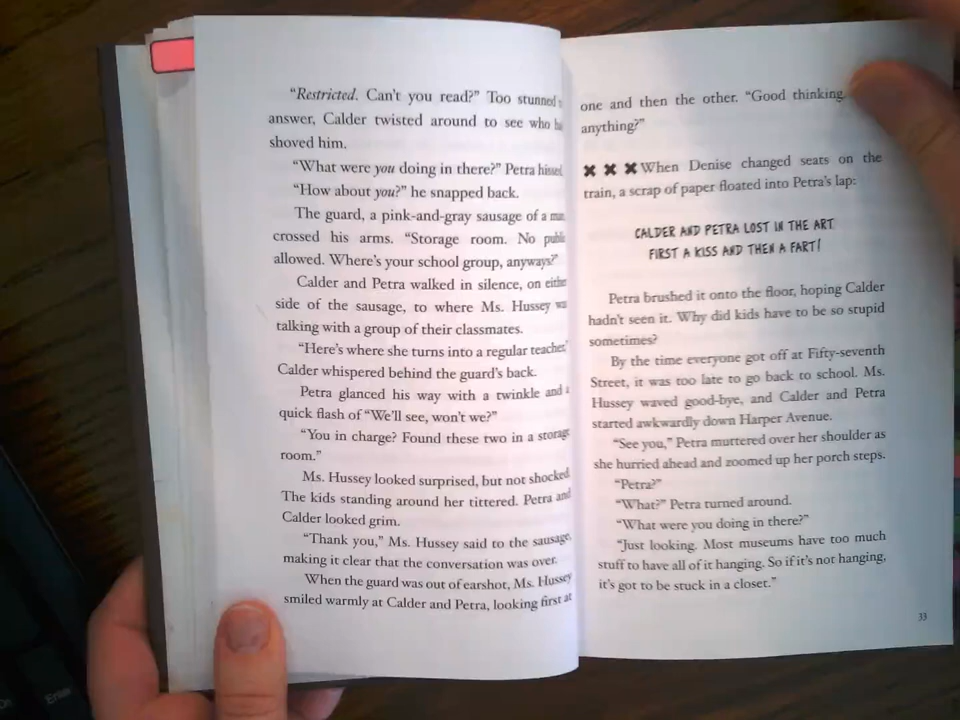 "Restricted. Can't you read?" Too stunned
answer, Calder twisted around to see who
shoved him.
"What were you doing in there?" Petra hissed
"How about you?" he snapped back.
The guard, a pink-and-gray sausage of a man
crossed his arms. "Storage room. No public
allowed. Where's your school group, anyways?"
Calder and Petra walked in silence, on either
side of the sausage, to where Ms. Hussey was
talking with a group of their classmates.
"Here's where she turns into a regular teacher,"
Calder whispered behind the guard's back.
Petra glanced his way with a twinkle and a
quick flash of "We'll see, won't we?"
"You in charge? Found these two in a storage
room."
Ms. Hussey looked surprised, but not shocked.
The kids standing around her tittered. Petra and
Calder looked grim.
"Thank you," Ms. Hussey said to the sausage,
making it clear that the conversation was over.
When the guard was out of earshot, Ms. Hussey
smiled warmly at Calder and Petra, looking first at
one and then the other. "Good thinking.
anything?"
✖ ✖ ✖ When Denise changed seats on the
train, a scrap of paper floated into Petra's lap:
CALDER AND PETRA LOST IN THE ART
FIRST A KISS AND THEN A FART!
Petra brushed it onto the floor, hoping Calder
hadn't seen it. Why did kids have to be so stupid
sometimes?
By the time everyone got off at Fifty-seventh
Street, it was too late to go back to school. Ms.
Hussey waved good-bye, and Calder and Petra
started awkwardly down Harper Avenue.
"See you," Petra muttered over her shoulder as
she hurried ahead and zoomed up her porch steps.
"Petra?"
"What?" Petra turned around.
"What were you doing in there?"
"Just looking. Most museums have too much
stuff to have all of it hanging. So if it's not hanging,
it's got to be stuck in a closet."
33
Enter